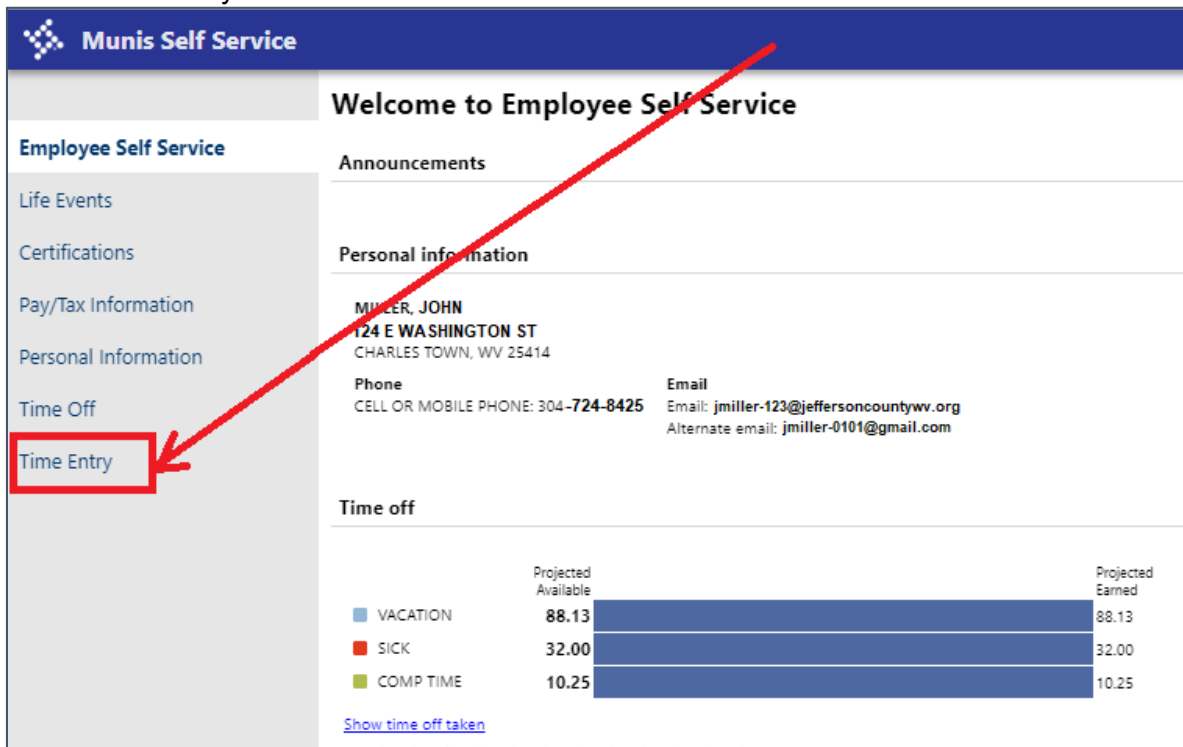 Munis Self Service
Welcome to Employee Self Service
Employee Self Service
Announcements
Life Events
Certifications
Personal information
Pay/Tax Information
MILLER, JOHN
124 E WASHINGTON ST
Personal Information
CHARLES TOWN, WV 25414
Phone
Email
Time Off
CELL OR MOBILE PHONE: 304-724-8425
Email: jmiller-123@jeffersoncountywv.org
Alternate email: jmiller-0101@gmail.com
Time Entry
Time off
Projected
Available
Projected
Earned
VACATION 88.13 88.13
SICK 32.00 32.00
COMP TIME 10.25 10.25
Show time off taken